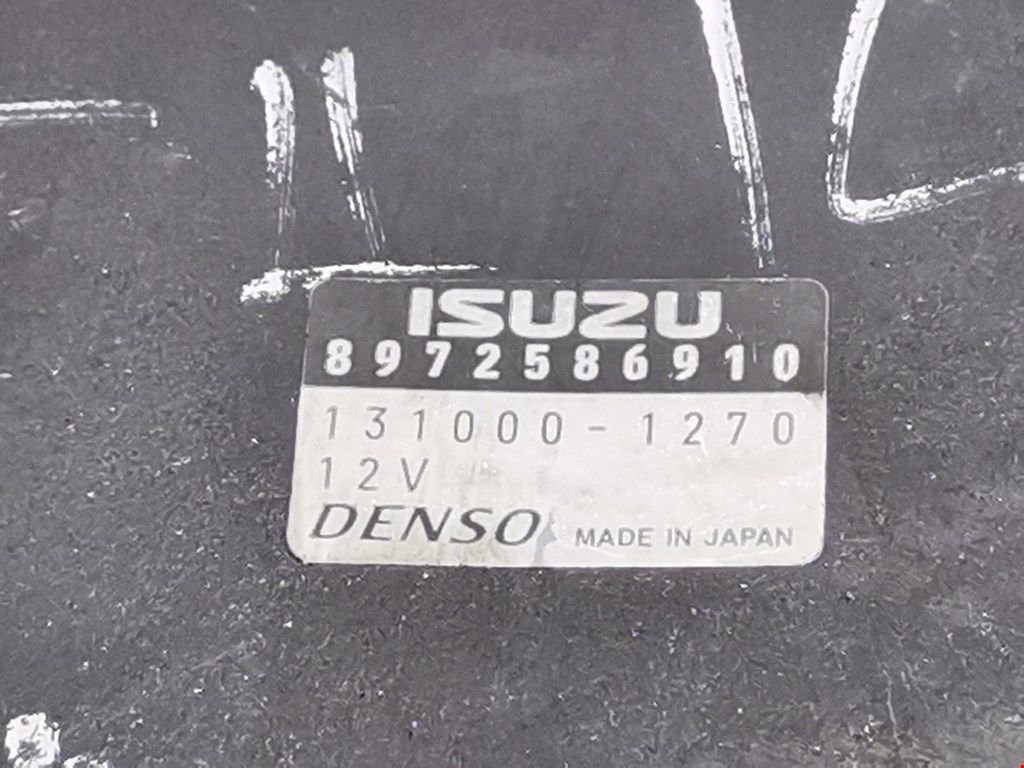 ISUZU
8972586910
131000-1270
12V
DENSO MADE IN JAPAN